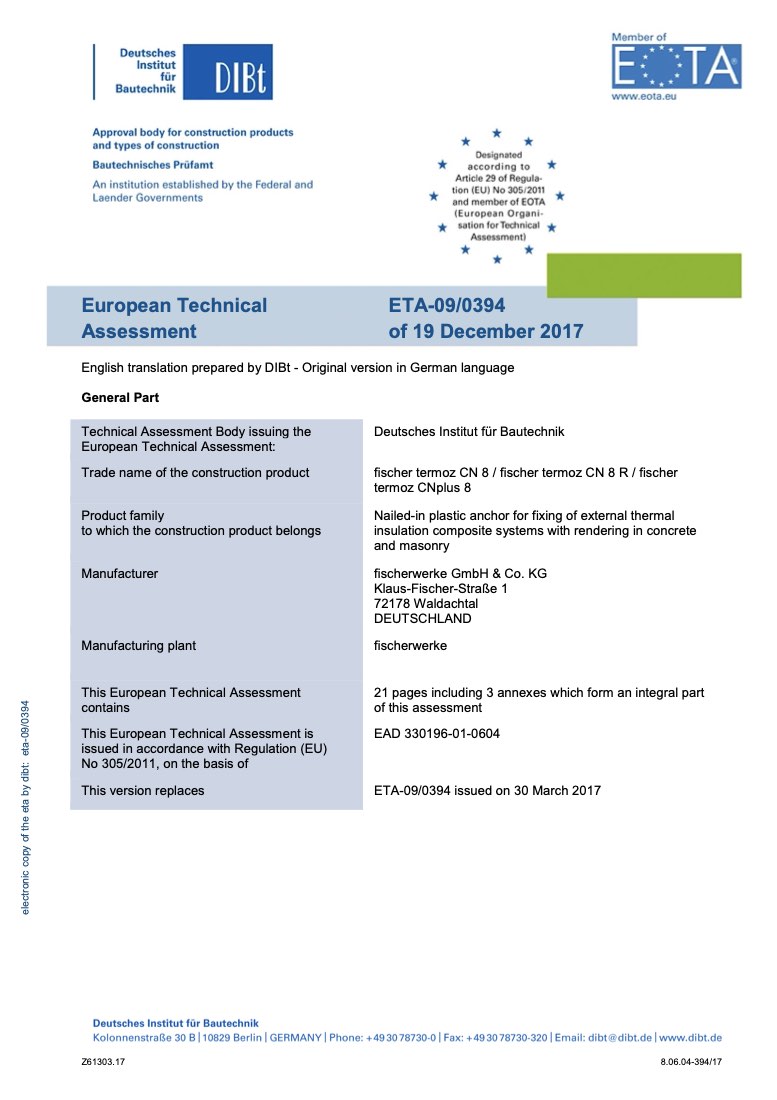 Deutsches
Institut
für
Bautechnik
DIBt
Member of
EOTA®
www.eota.eu
Approval body for construction products
and types of construction
Bautechnisches Prüfamt
An institution established by the Federal and
Laender Governments
Designated
according to
Article 29 of Regula-
tion (EU) No 305/2011
and member of EOTA
(European Organi-
sation for Technical
Assessment)
European Technical
Assessment
ETA-09/0394
of 19 December 2017
English translation prepared by DIBt - Original version in German language
General Part
Technical Assessment Body issuing the
European Technical Assessment:
Deutsches Institut für Bautechnik
Trade name of the construction product
fischer termoz CN 8 / fischer termoz CN 8 R / fischer
termoz CNplus 8
Product family
to which the construction product belongs
Nailed-in plastic anchor for fixing of external thermal
insulation composite systems with rendering in concrete
and masonry
Manufacturer
fischerwerke GmbH & Co. KG
Klaus-Fischer-Straße 1
72178 Waldachtal
DEUTSCHLAND
Manufacturing plant
fischerwerke
This European Technical Assessment
contains
21 pages including 3 annexes which form an integral part
of this assessment
This European Technical Assessment is
issued in accordance with Regulation (EU)
No 305/2011, on the basis of
EAD 330196-01-0604
This version replaces
ETA-09/0394 issued on 30 March 2017
electronic copy of the eta by dibt: eta-09/0394
Deutsches Institut für Bautechnik
Kolonnenstraße 30 B | 10829 Berlin | GERMANY | Phone: +49 30 78730-0 | Fax: +49 30 78730-320 | Email: dibt@dibt.de | www.dibt.de
Z61303.17
8.06.04-394/17